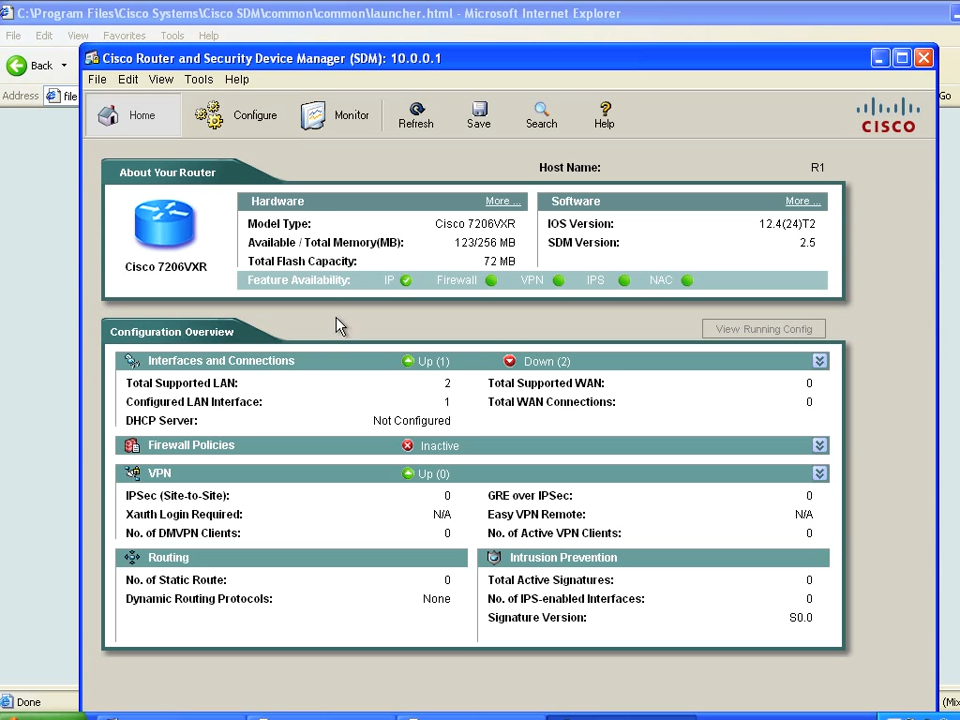 C:\Program Files\Cisco Systems\Cisco SDM\common\common\launcher.html - Microsoft Internet Explorer
File Edit View Favorites Tools Help
Back
Address file Go
Cisco Router and Security Device Manager (SDM): 10.0.0.1
File Edit View Tools Help
Home Configure Monitor Refresh Save Search Help
CISCO
About Your Router
Host Name: R1
Hardware More ...
Software More ...
Model Type: Cisco 7206VXR
IOS Version: 12.4(24)T2
Available / Total Memory(MB): 123/256 MB
SDM Version: 2.5
Total Flash Capacity: 72 MB
Cisco 7206VXR
Feature Availability: IP Firewall VPN IPS NAC
Configuration Overview
View Running Config
Interfaces and Connections Up (1) Down (2)
Total Supported LAN: 2 Total Supported WAN: 0
Configured LAN Interface: 1 Total WAN Connections: 0
DHCP Server: Not Configured
Firewall Policies Inactive
VPN Up (0)
IPSec (Site-to-Site): 0 GRE over IPSec: 0
Xauth Login Required: N/A Easy VPN Remote: N/A
No. of DMVPN Clients: 0 No. of Active VPN Clients: 0
Routing Intrusion Prevention
No. of Static Route: 0 Total Active Signatures: 0
Dynamic Routing Protocols: None No. of IPS-enabled Interfaces: 0
Signature Version: S0.0
Done (Mix